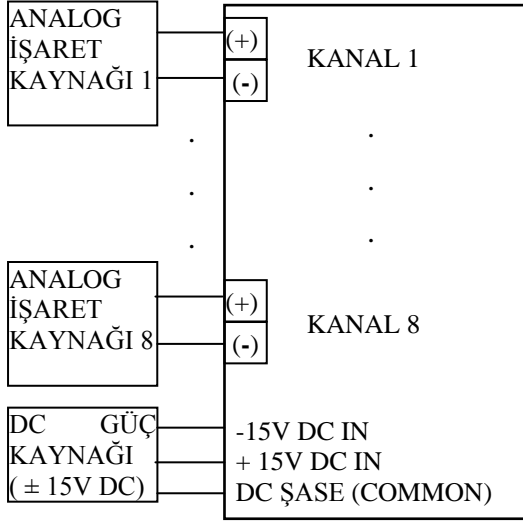 ANALOG
İŞARET
KAYNAĞI 1
(+)
(-)
KANAL 1
ANALOG
İŞARET
KAYNAĞI 8
(+)
(-)
KANAL 8
DC GÜÇ
KAYNAĞI
( ± 15V DC)
-15V DC IN
+ 15V DC IN
DC ŞASE (COMMON)